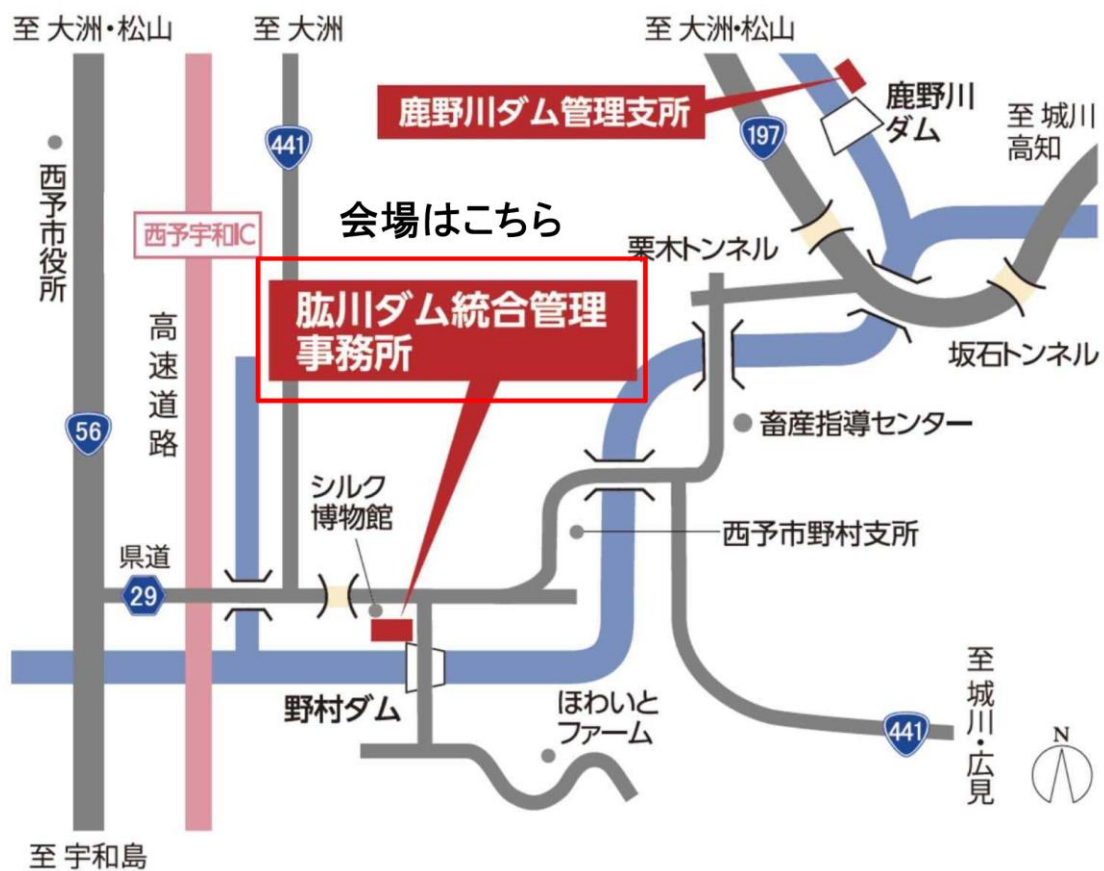 至 大洲・松山
至 大洲
至 大洲・松山
鹿野川ダム管理支所
鹿野川
ダム
至 城川
高知
441
197
西予市役所
西予宇和IC
会場はこちら
栗木トンネル
肱川ダム統合管理
事務所
高速道路
坂石トンネル
56
畜産指導センター
シルク
博物館
西予市野村支所
県道
29
野村ダム
ほわいと
ファーム
441
至 城川・広見
N
至 宇和島